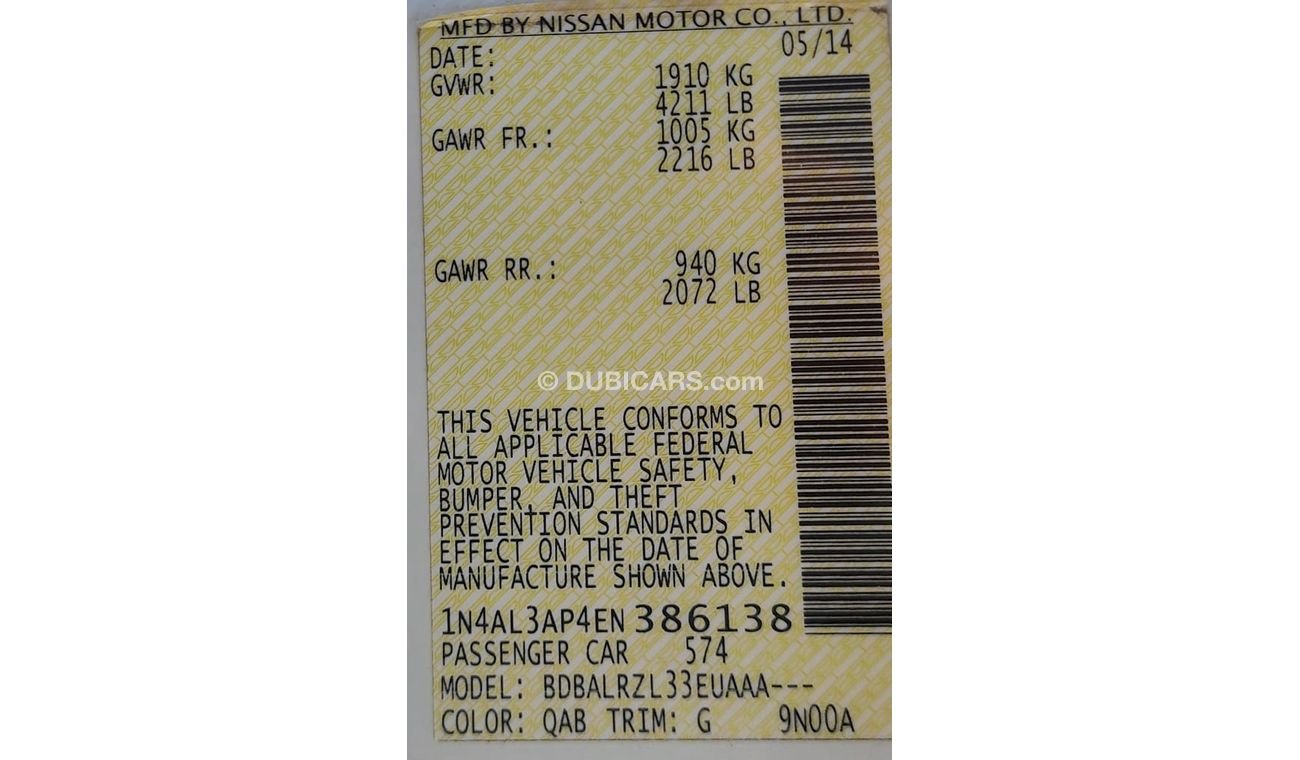 MFD BY NISSAN MOTOR CO., LTD.
DATE: 05/14
GVWR: 1910 KG
4211 LB
GAWR FR.: 1005 KG
2216 LB
GAWR RR.: 940 KG
2072 LB
© DUBICARS.com
THIS VEHICLE CONFORMS TO
ALL APPLICABLE FEDERAL
MOTOR VEHICLE SAFETY,
BUMPER, AND THEFT
PREVENTION STANDARDS IN
EFFECT ON THE DATE OF
MANUFACTURE SHOWN ABOVE.
1N4AL3AP4EN386138
PASSENGER CAR 574
MODEL: BDBALRZL33EUAAA---
COLOR: QAB TRIM: G 9N00A